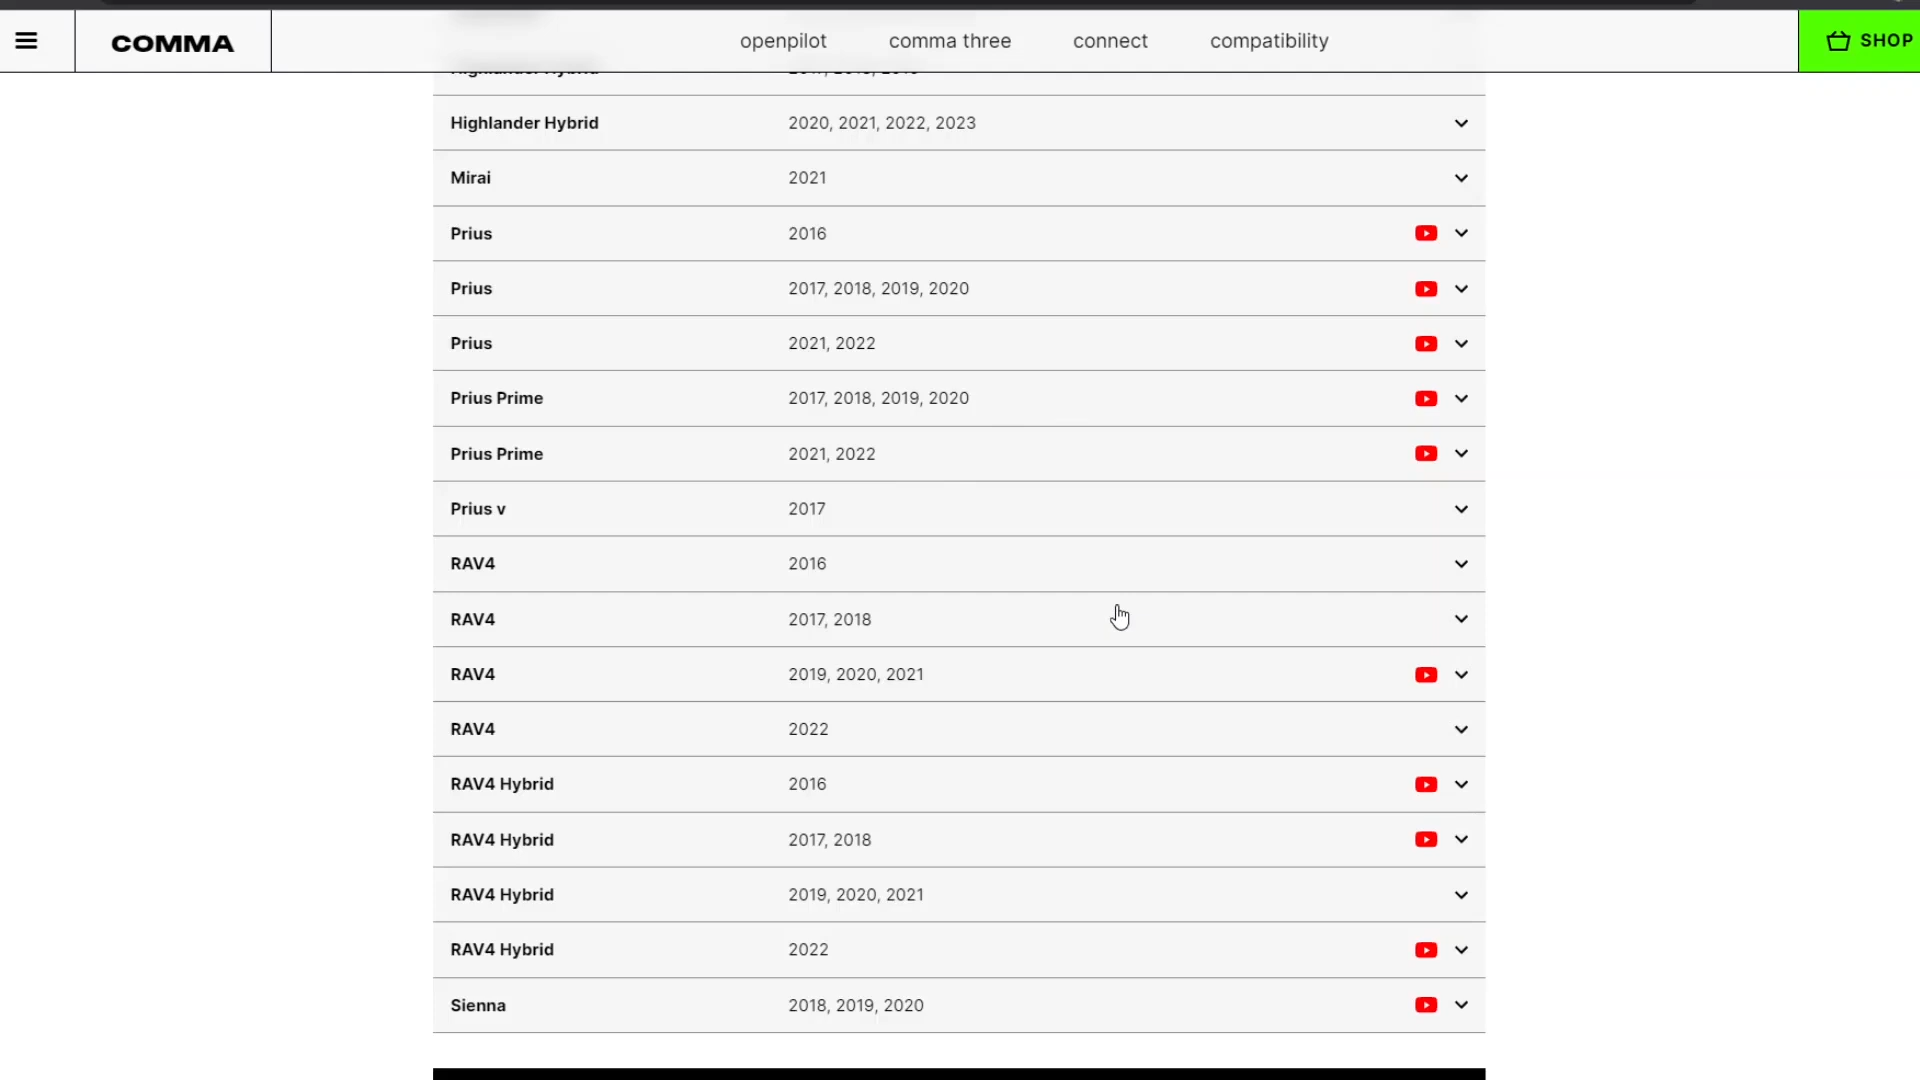 COMMA openpilot comma three connect compatibility SHOP
Highlander Hybrid 2020, 2021, 2022, 2023
Mirai 2021
Prius 2016
Prius 2017, 2018, 2019, 2020
Prius 2021, 2022
Prius Prime 2017, 2018, 2019, 2020
Prius Prime 2021, 2022
Prius v 2017
RAV4 2016
RAV4 2017, 2018
RAV4 2019, 2020, 2021
RAV4 2022
RAV4 Hybrid 2016
RAV4 Hybrid 2017, 2018
RAV4 Hybrid 2019, 2020, 2021
RAV4 Hybrid 2022
Sienna 2018, 2019, 2020